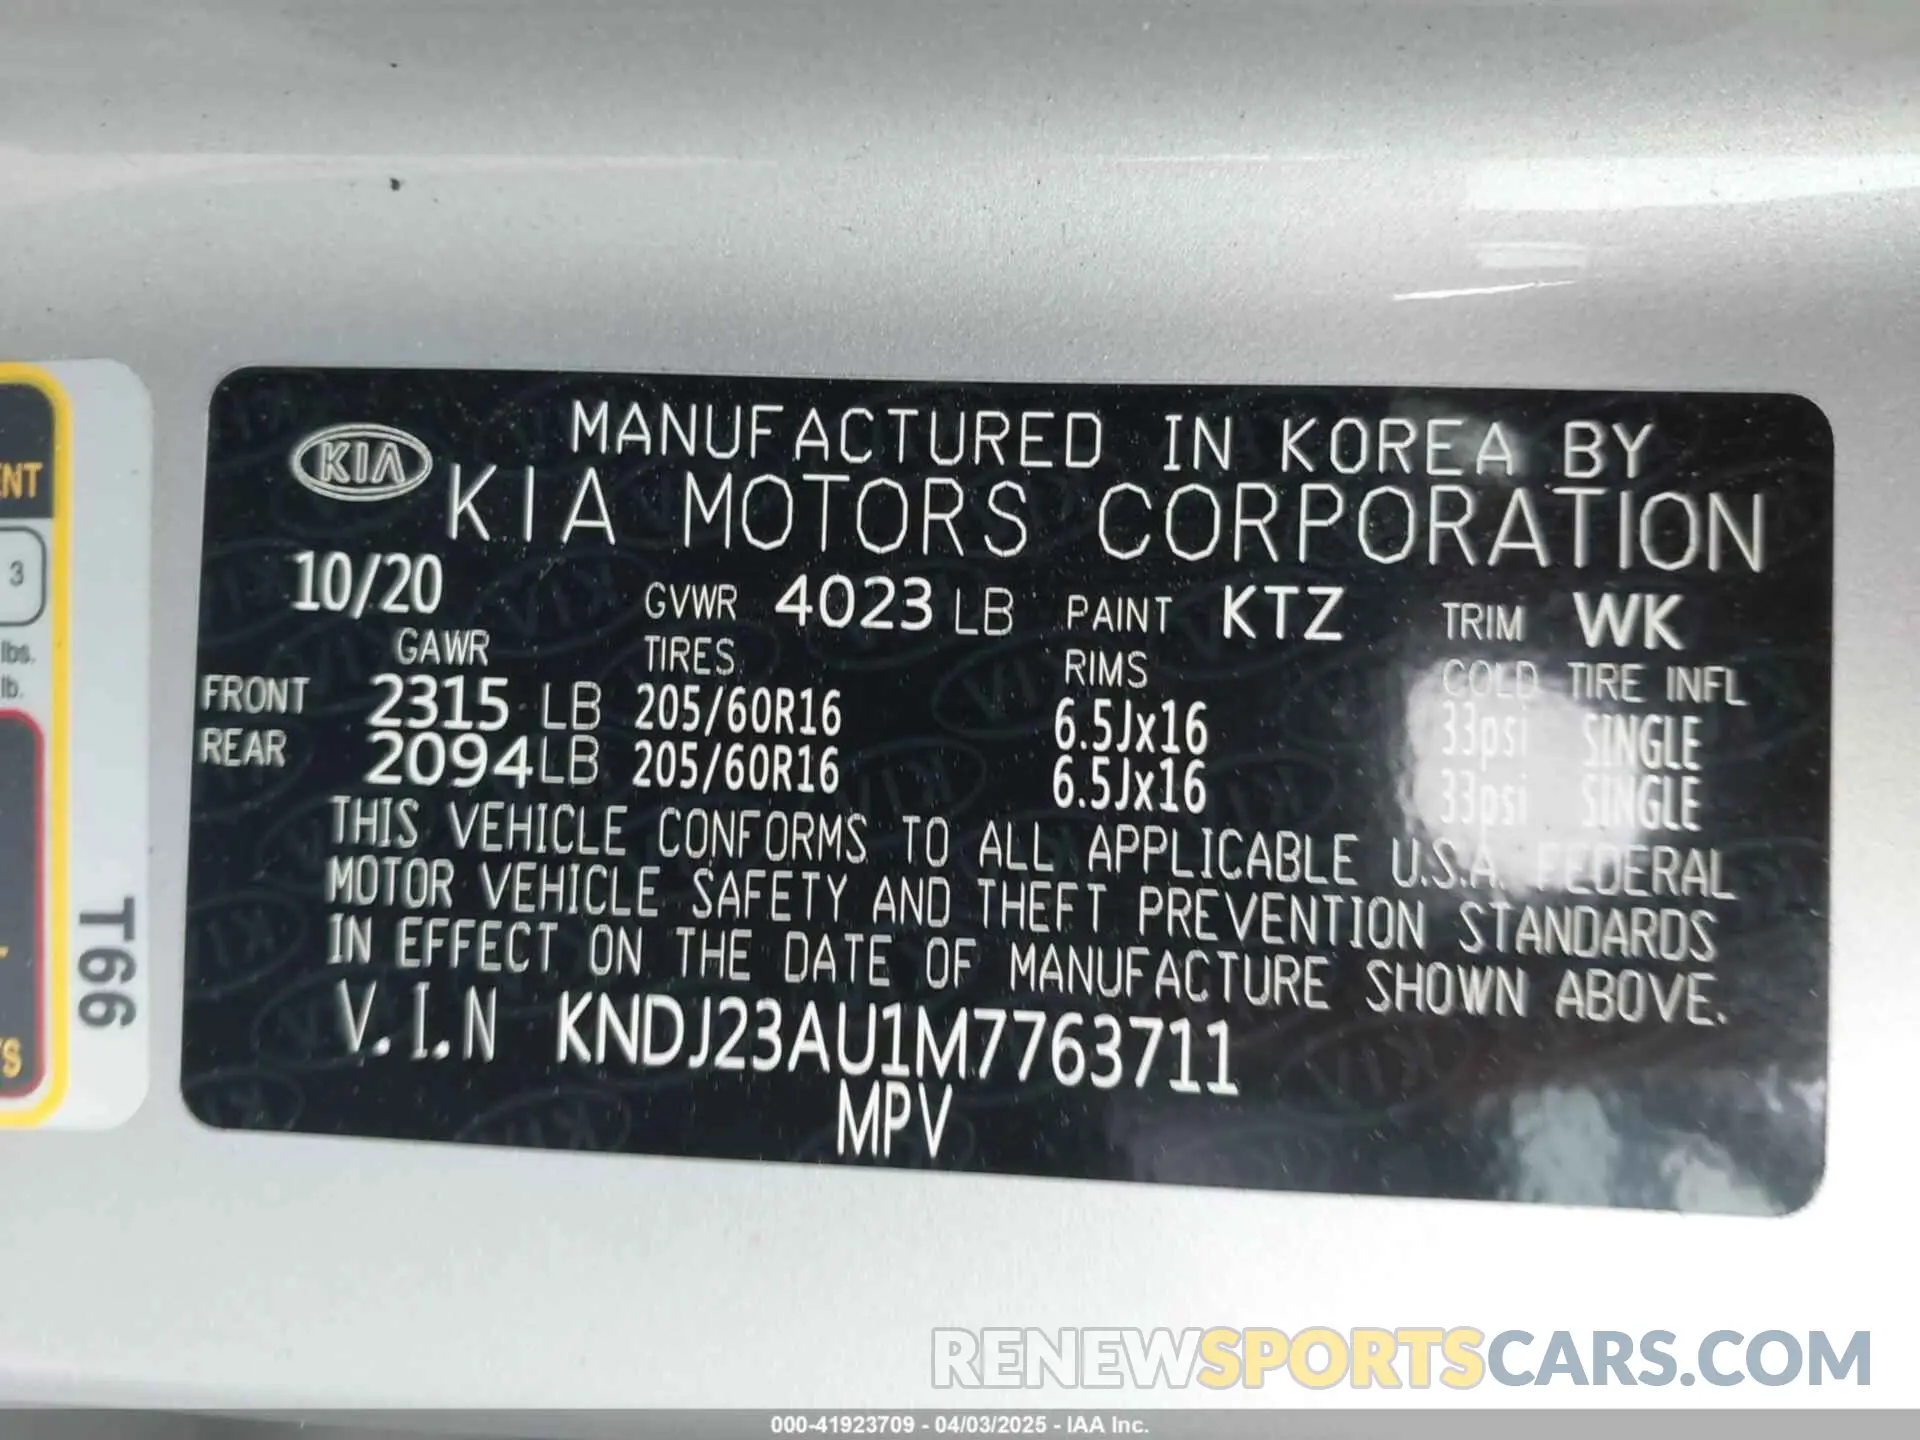 KIA
MANUFACTURED IN KOREA BY
KIA MOTORS CORPORATION
10/20 GVWR 4023 LB PAINT KTZ TRIM WK
GAWR TIRES RIMS COLD TIRE INFL
FRONT 2315 LB 205/60R16 6.5Jx16 33psi SINGLE
REAR 2094 LB 205/60R16 6.5Jx16 33psi SINGLE
THIS VEHICLE CONFORMS TO ALL APPLICABLE U.S.A. FEDERAL
MOTOR VEHICLE SAFETY AND THEFT PREVENTION STANDARDS
IN EFFECT ON THE DATE OF MANUFACTURE SHOWN ABOVE.
V.I.N KNDJ23AU1M7763711
MPV
3
lbs.
lb.
T66
RENEWSPORTSCARS.COM
000-41923709 - 04/03/2025 - IAA Inc.